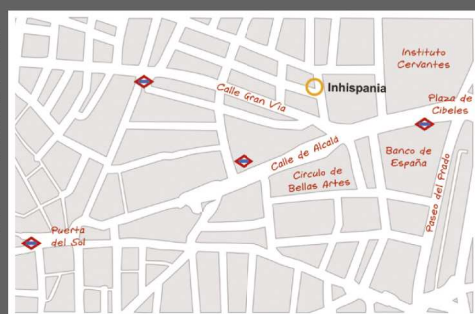 Instituto
Cervantes
Inhispania
Calle Gran Vía
Plaza de
Cibeles
Calle de Alcalá
Banco de
España
Círculo de
Bellas Artes
Paseo del Prado
Puerta
del Sol